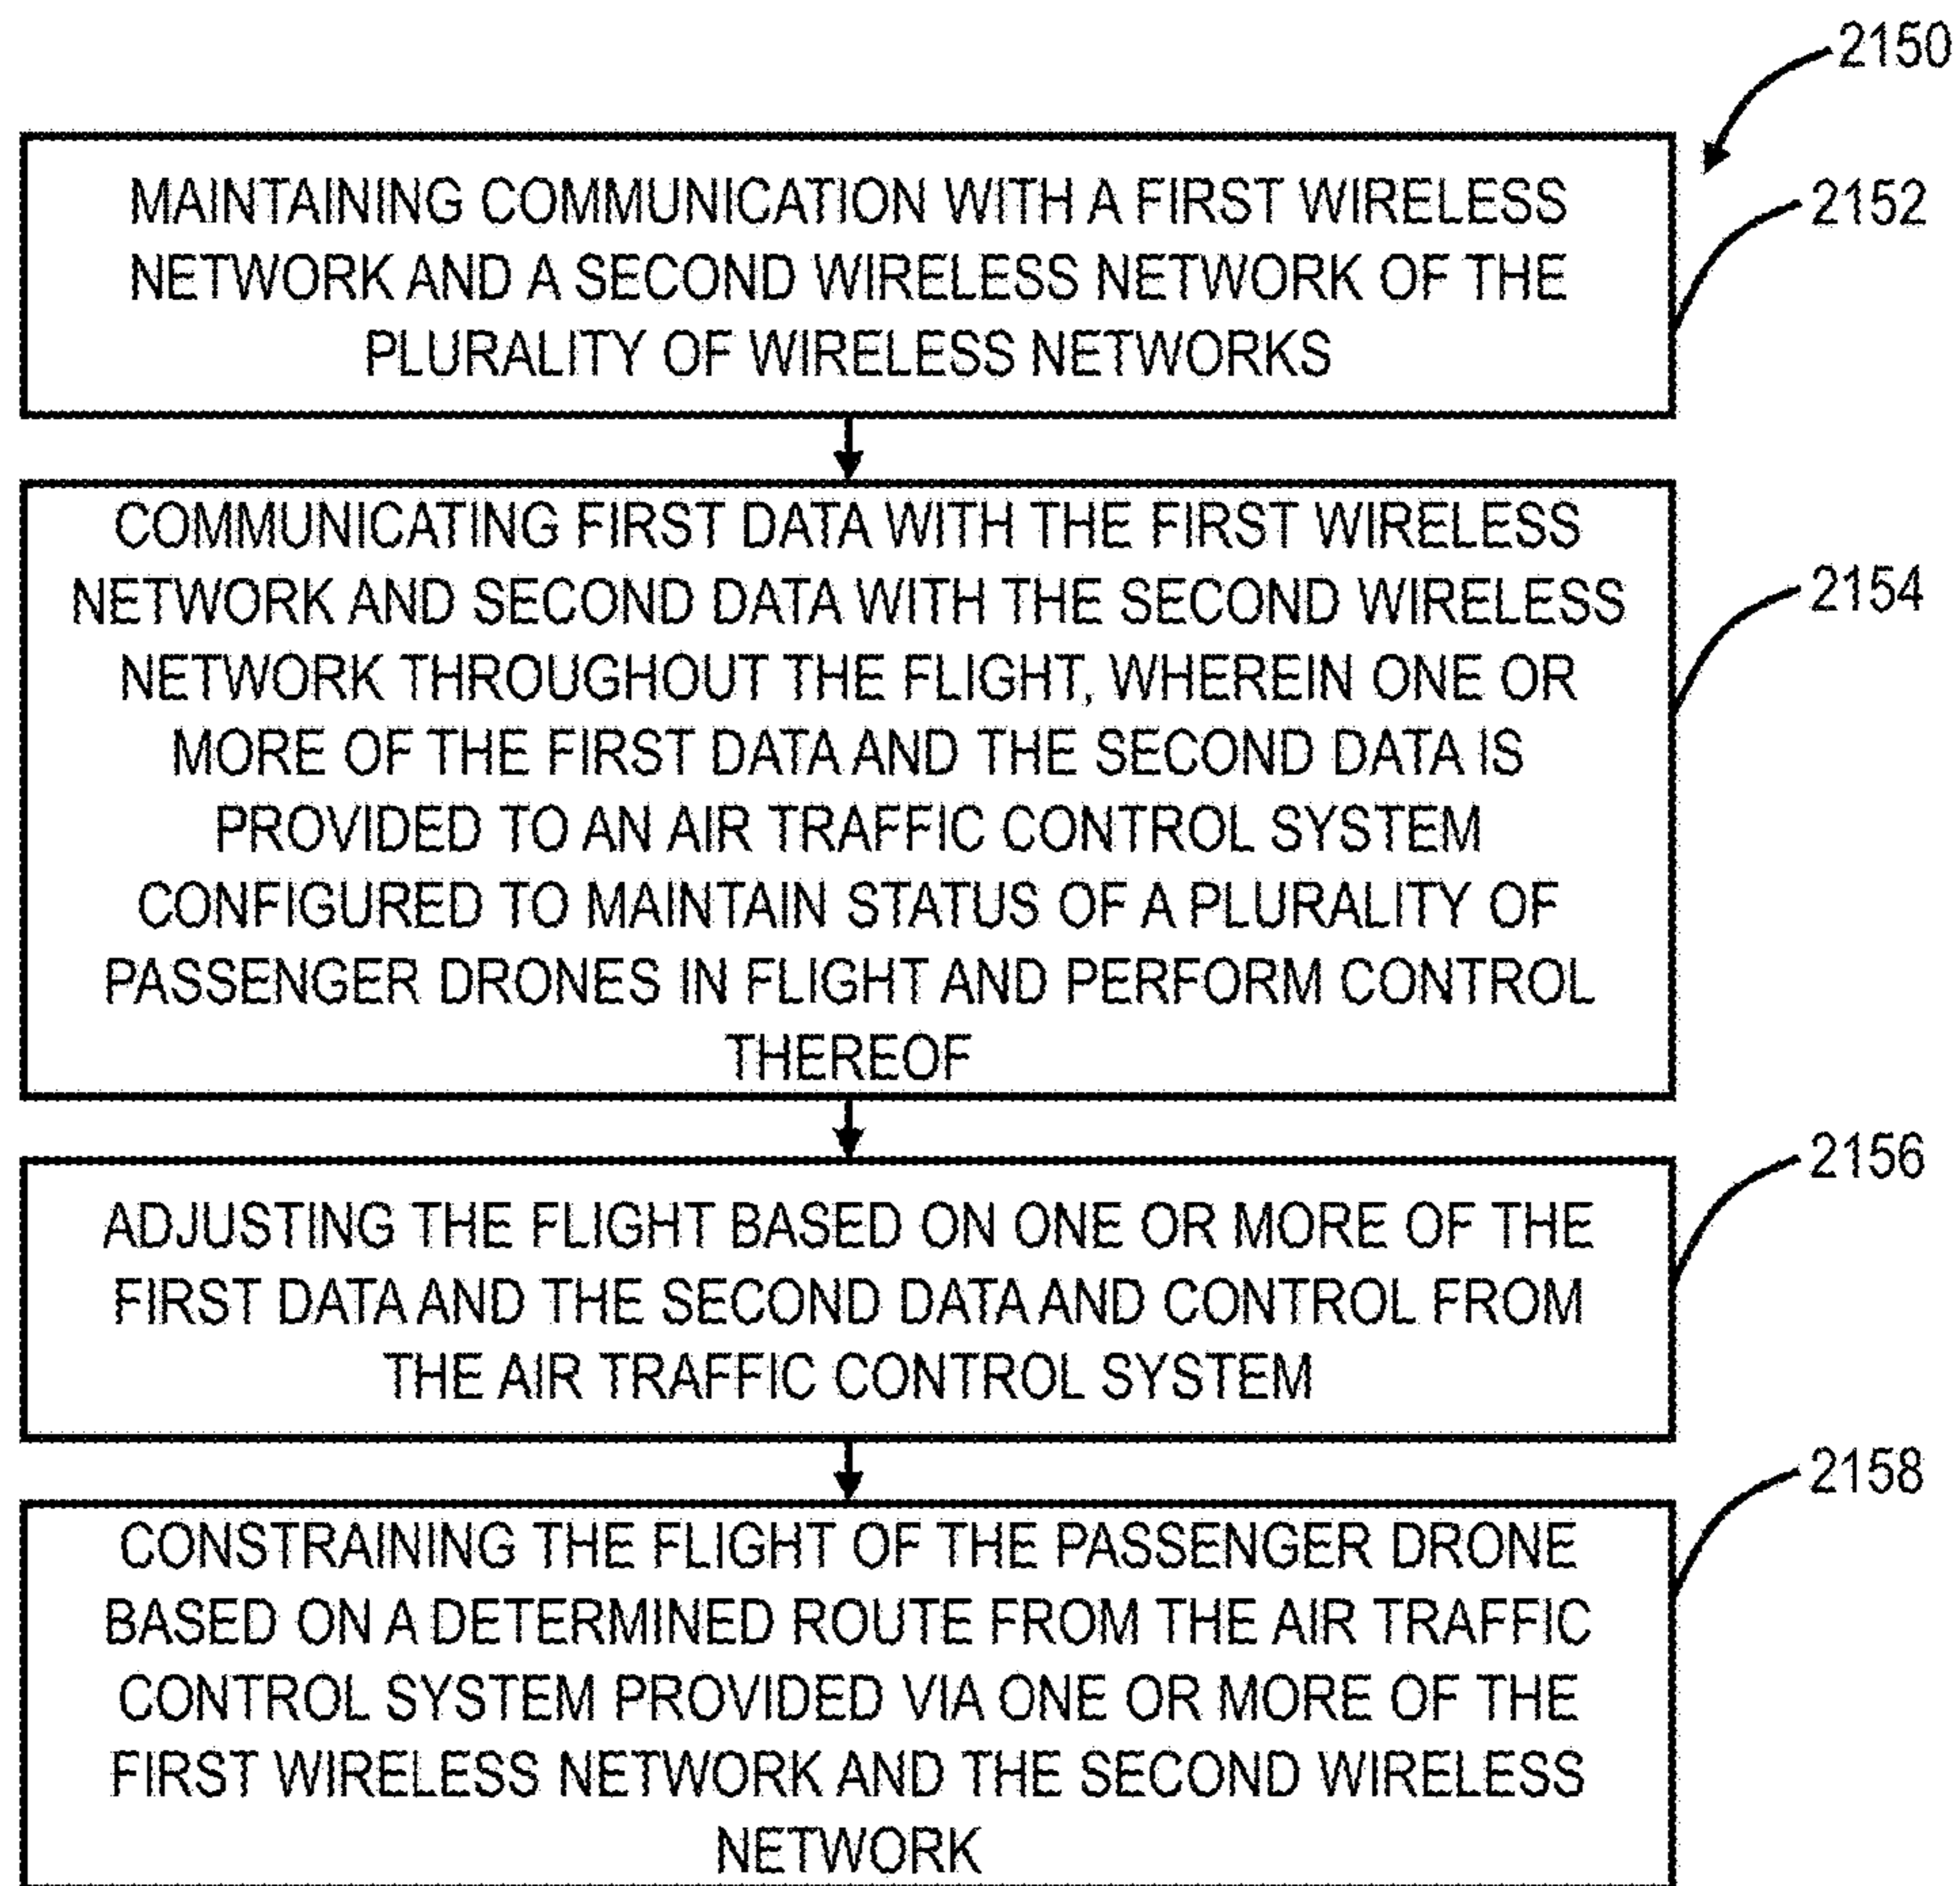 2150
MAINTAINING COMMUNICATION WITH A FIRST WIRELESS
NETWORK AND A SECOND WIRELESS NETWORK OF THE
PLURALITY OF WIRELESS NETWORKS
2152
COMMUNICATING FIRST DATA WITH THE FIRST WIRELESS
NETWORK AND SECOND DATA WITH THE SECOND WIRELESS
NETWORK THROUGHOUT THE FLIGHT, WHEREIN ONE OR
MORE OF THE FIRST DATA AND THE SECOND DATA IS
PROVIDED TO AN AIR TRAFFIC CONTROL SYSTEM
CONFIGURED TO MAINTAIN STATUS OF A PLURALITY OF
PASSENGER DRONES IN FLIGHT AND PERFORM CONTROL
THEREOF
2154
ADJUSTING THE FLIGHT BASED ON ONE OR MORE OF THE
FIRST DATA AND THE SECOND DATA AND CONTROL FROM
THE AIR TRAFFIC CONTROL SYSTEM
2156
CONSTRAINING THE FLIGHT OF THE PASSENGER DRONE
BASED ON A DETERMINED ROUTE FROM THE AIR TRAFFIC
CONTROL SYSTEM PROVIDED VIA ONE OR MORE OF THE
FIRST WIRELESS NETWORK AND THE SECOND WIRELESS
NETWORK
2158